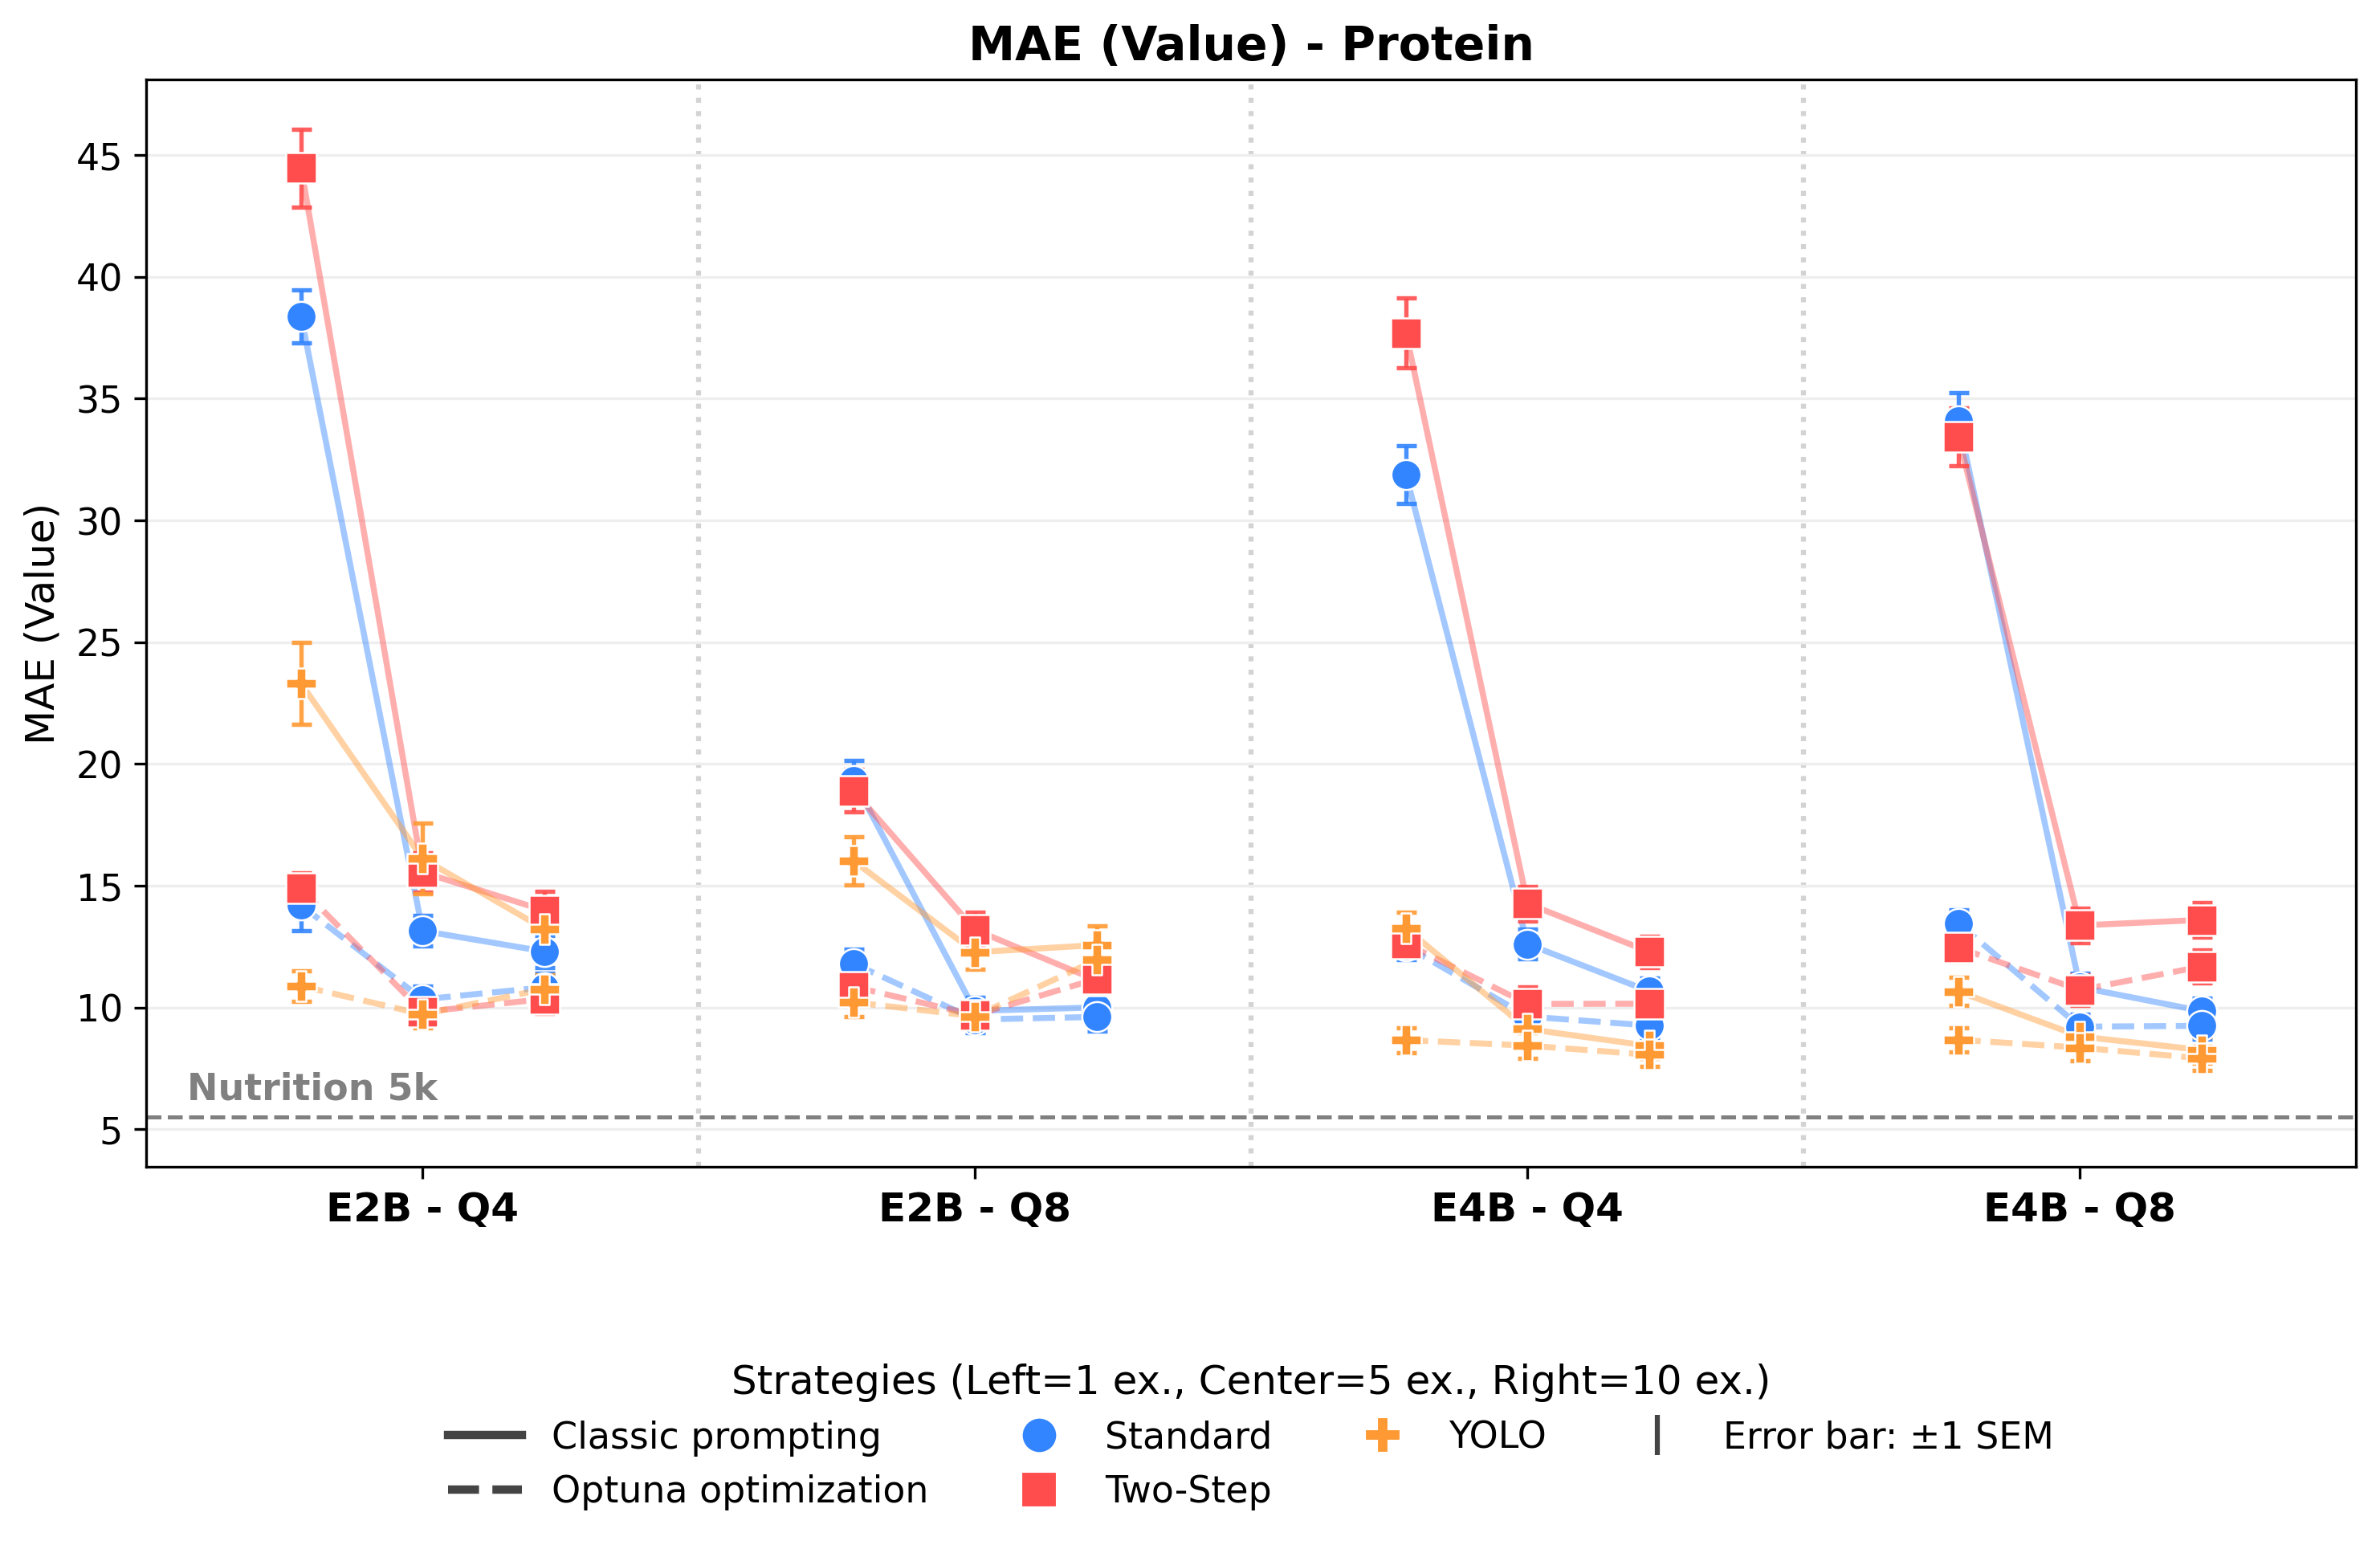 MAE (Value) - Protein
MAE (Value)
45
40
35
30
25
20
15
10
5
Nutrition 5k
E2B - Q4
E2B - Q8
E4B - Q4
E4B - Q8
Strategies (Left=1 ex., Center=5 ex., Right=10 ex.)
Classic prompting
Optuna optimization
Standard
Two-Step
YOLO
Error bar: ±1 SEM